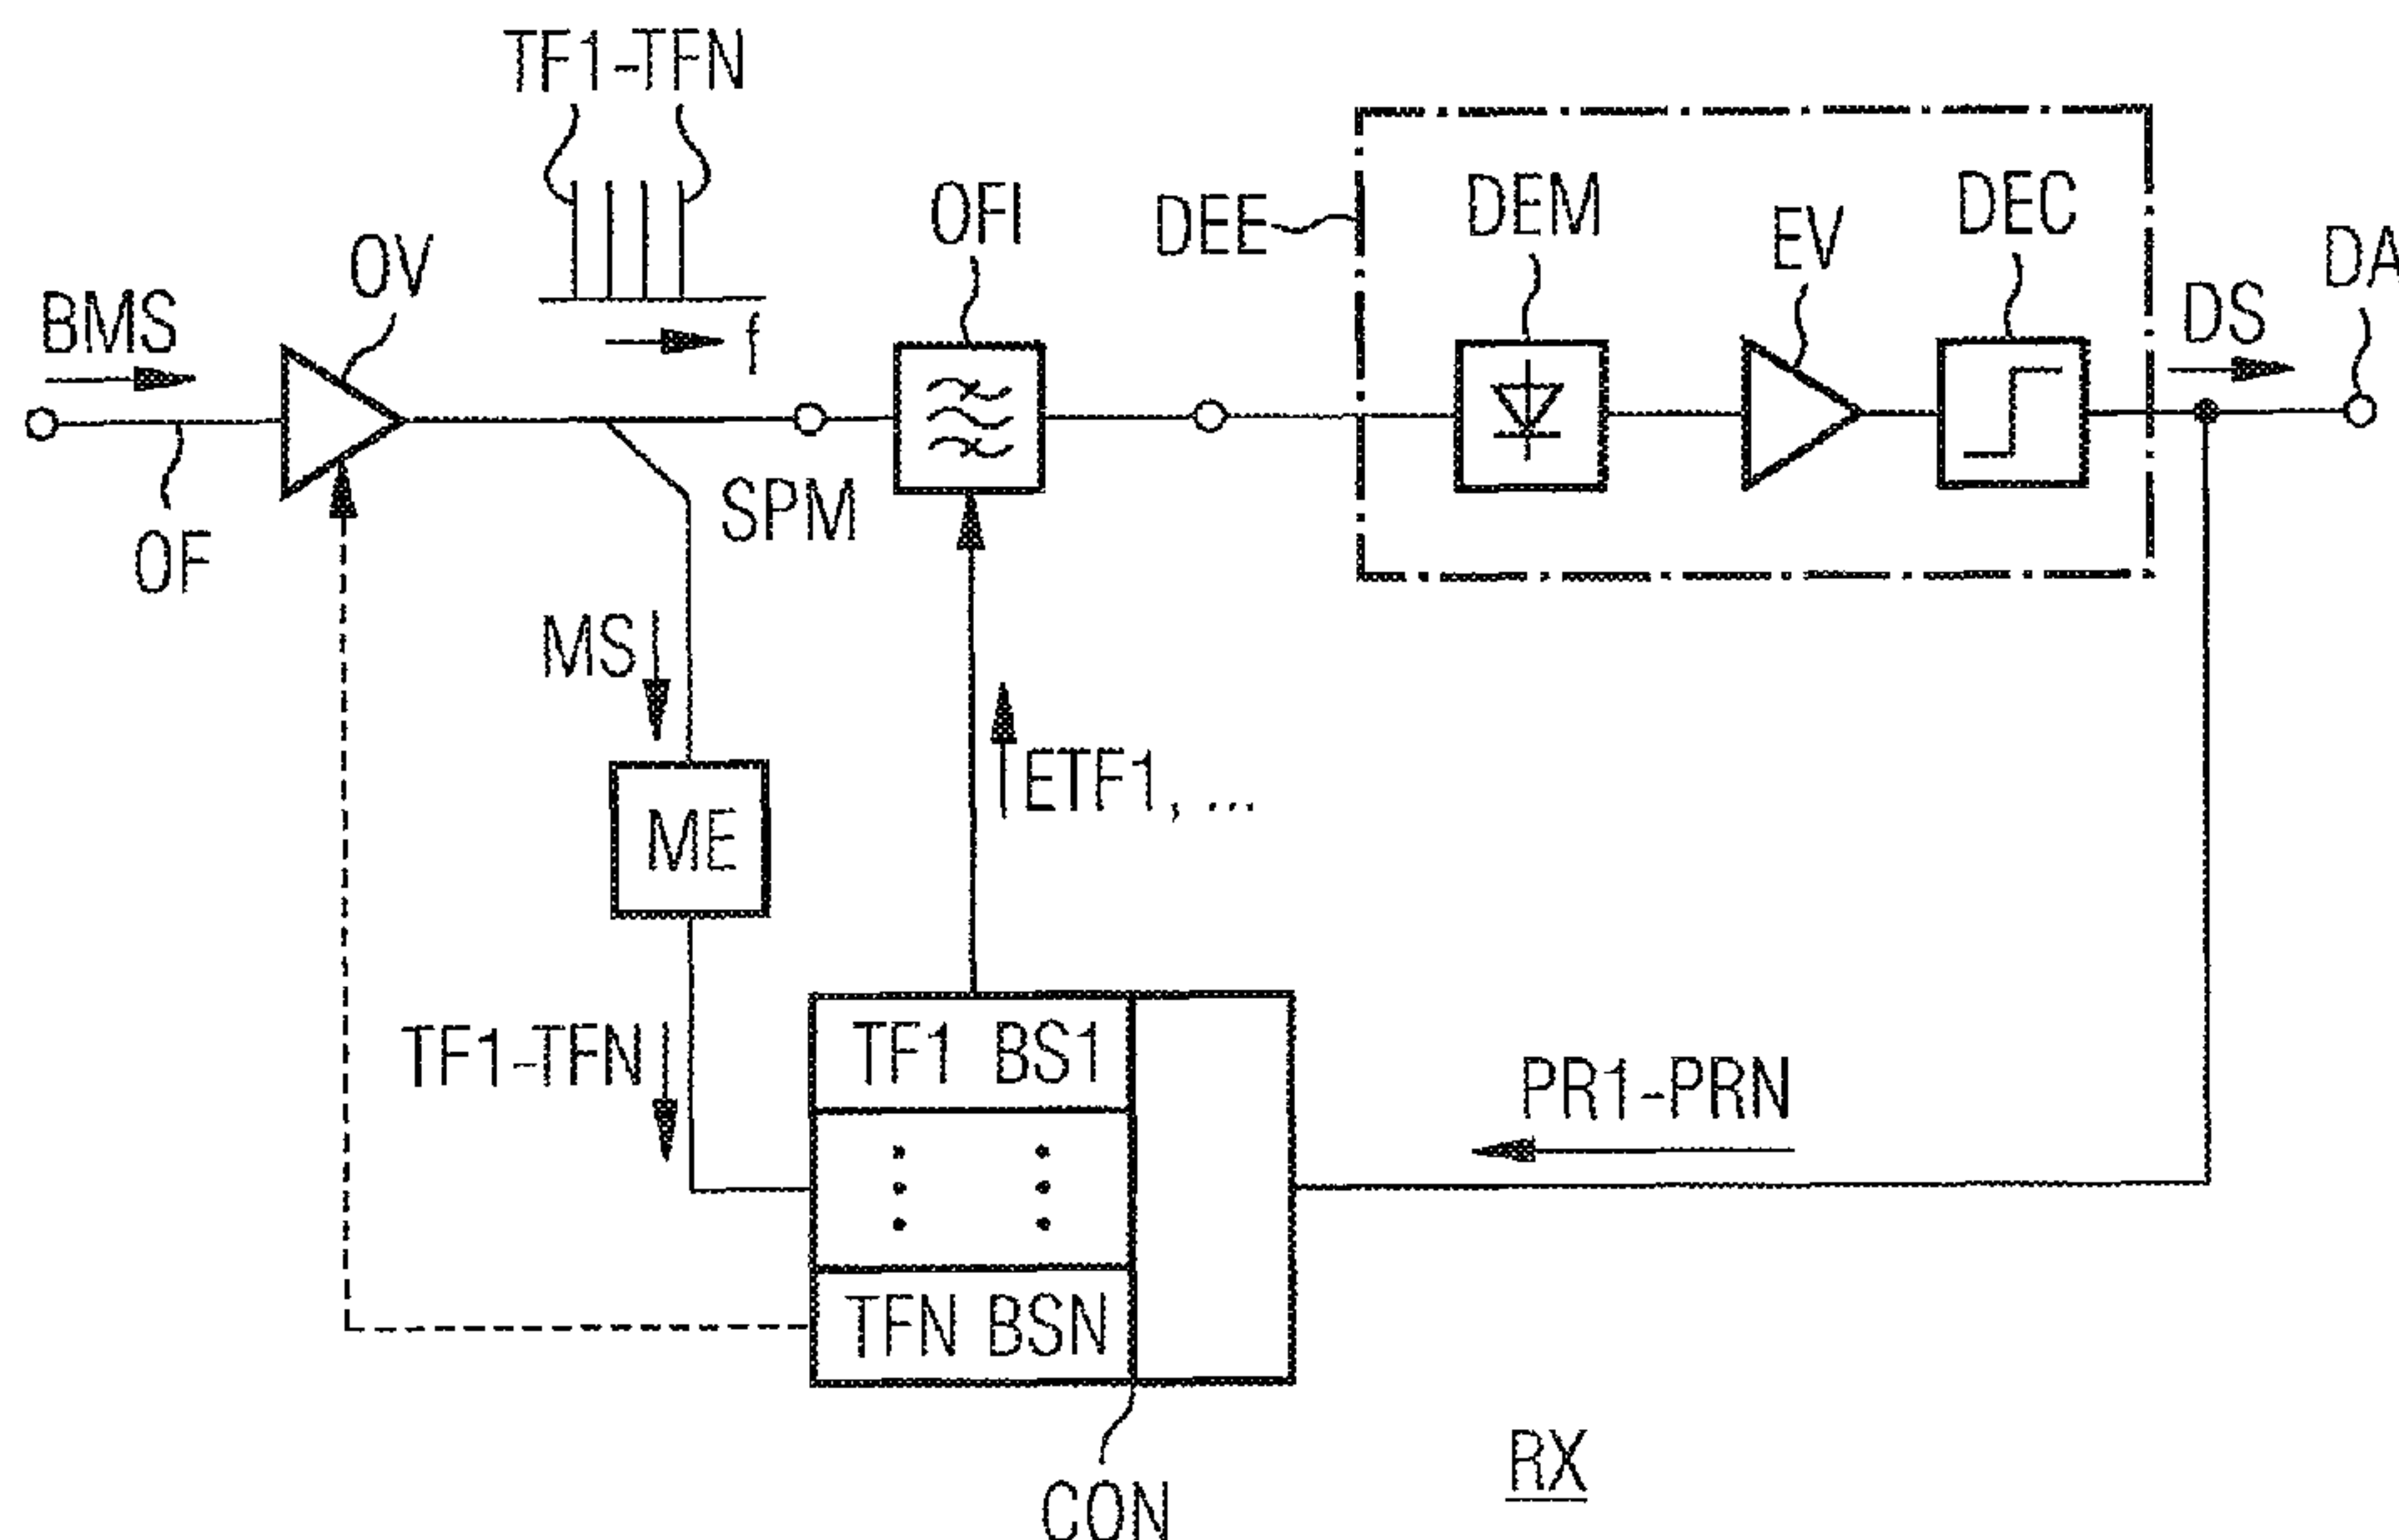 TF1-TFN
BMS
OV
f
OFI
DEE
DEM
EV
DEC
DS
DA
OF
SPM
MS
ME
ETF1, ...
TF1-TFN
TF1 BS1
TFN BSN
PR1-PRN
CON
RX